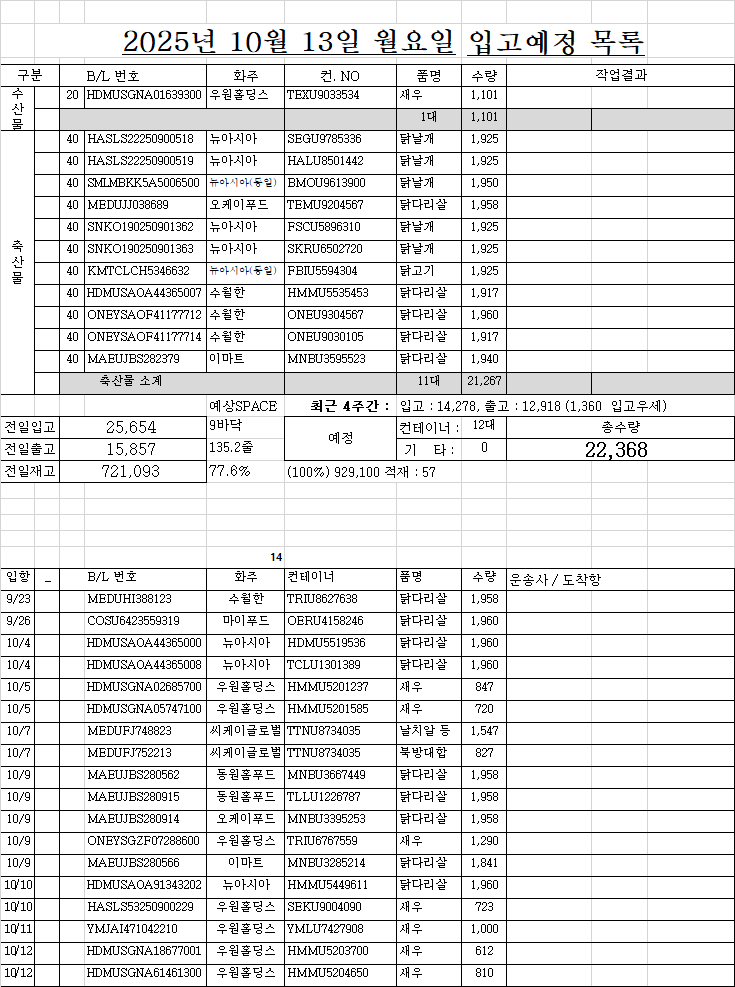 2025년 10월 13일 월요일 입고예정 목록
구분 B/L 번호 화주 컨. NO 품명 수량 작업결과
수산물
20 HDMUSGNA01639300 우원홀딩스 TEXU9033534 새우 1,101
1대 1,101
축산물
40 HASLS22250900518 뉴아시아 SEGU9785336 닭날개 1,925
40 HASLS22250900519 뉴아시아 HALU8501442 닭날개 1,925
40 SMLMBKK5A5006500 뉴아시아(동일) BMOU9613900 닭날개 1,950
40 MEDUJJ038689 오케이푸드 TEMU9204567 닭다리살 1,958
40 SNKO190250901362 뉴아시아 FSCU5896310 닭날개 1,925
40 SNKO190250901363 뉴아시아 SKRU6502720 닭날개 1,925
40 KMTCLCH5346632 뉴아시아(동일) FBIU5594304 닭고기 1,925
40 HDMUSAOA44365007 수월한 HMMU5535453 닭다리살 1,917
40 ONEYSAOF41177712 수월한 ONEU9304567 닭다리살 1,960
40 ONEYSAOF41177714 수월한 ONEU9030105 닭다리살 1,917
40 MAEUJBS282379 이마트 MNBU3595523 닭다리살 1,940
축산물 소계 11대 21,267
예상SPACE 최근 4주간 : 입고 : 14,278, 출고 : 12,918 (1,360 입고우세)
전일입고 25,654 9바닥 예정 컨테이너 : 12대 총수량
전일출고 15,857 135.2줄 기 타 : 0 22,368
전일재고 721,093 77.6% (100%) 929,100 적재 : 57
14
입항 _ B/L 번호 화주 컨테이너 품명 수량 운송사 / 도착항
9/23 MEDUHI388123 수월한 TRIU8627638 닭다리살 1,958
9/26 COSU6423559319 마이푸드 OERU4158246 닭다리살 1,960
10/4 HDMUSAOA44365000 뉴아시아 HDMU5519536 닭다리살 1,960
10/4 HDMUSAOA44365008 뉴아시아 TCLU1301389 닭다리살 1,960
10/5 HDMUSGNA02685700 우원홀딩스 HMMU5201237 새우 847
10/5 HDMUSGNA05747100 우원홀딩스 HMMU5201585 새우 720
10/7 MEDUFJ748823 씨케이글로벌 TTNU8734035 날치알 등 1,547
10/7 MEDUFJ752213 씨케이글로벌 TTNU8734035 북방대합 827
10/9 MAEUJBS280562 동원홈푸드 MNBU3667449 닭다리살 1,958
10/9 MAEUJBS280915 동원홈푸드 TLLU1226787 닭다리살 1,958
10/9 MAEUJBS280914 오케이푸드 MNBU3395253 닭다리살 1,958
10/9 ONEYSGZF07288600 우원홀딩스 TRIU6767559 새우 1,290
10/9 MAEUJBS280566 이마트 MNBU3285214 닭다리살 1,841
10/10 HDMUSAOA91343202 뉴아시아 HMMU5449611 닭다리살 1,960
10/10 HASLS53250900229 우원홀딩스 SEKU9004090 새우 723
10/11 YMJAI471042210 우원홀딩스 YMLU7427908 새우 1,000
10/12 HDMUSGNA18677001 우원홀딩스 HMMU5203700 새우 612
10/12 HDMUSGNA61461300 우원홀딩스 HMMU5204650 새우 810